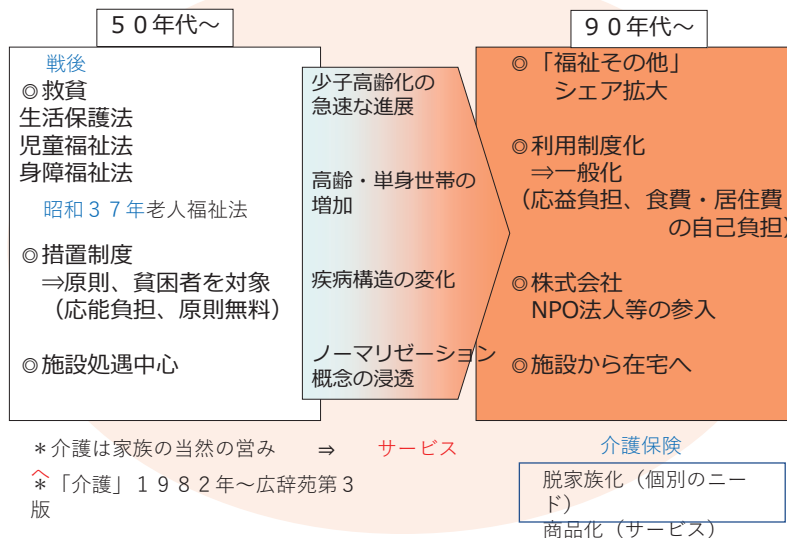 ５０年代～
戦後
◎救貧
生活保護法
児童福祉法
身障福祉法
昭和３７年老人福祉法
◎措置制度
⇒原則、貧困者を対象
（応能負担、原則無料）
◎施設処遇中心
少子高齢化の
急速な進展
高齢・単身世帯の
増加
疾病構造の変化
ノーマリゼーション
概念の浸透
９０年代～
◎「福祉その他」
シェア拡大
◎利用制度化
⇒一般化
（応益負担、食費・居住費
の自己負担）
◎株式会社
NPO法人等の参入
◎施設から在宅へ
＊介護は家族の当然の営み　⇒　サービス
へ
＊「介護」１９８２年～広辞苑第３
版
介護保険
脱家族化（個別のニー
ド）
商品化（サービス）